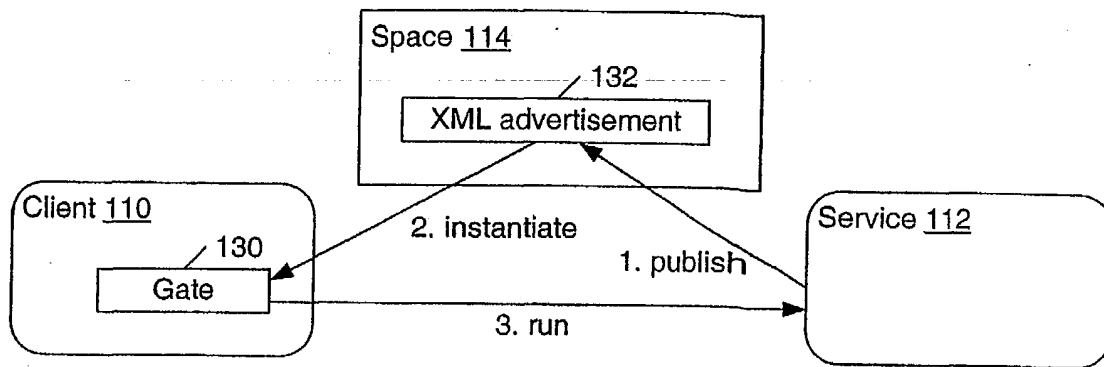 Space 114
132
XML advertisement
Client 110
130
Gate
2. instantiate
1. publish
3. run
Service 112